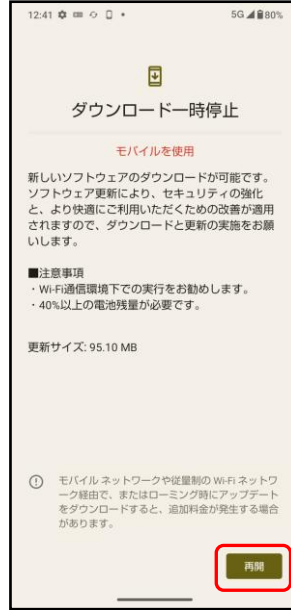 12:41 5G 80%
ダウンロード一時停止
モバイルを使用
新しいソフトウェアのダウンロードが可能です。
ソフトウェア更新により、セキュリティの強化
と、より快適にご利用いただくための改善が適用
されますので、ダウンロードと更新の実施をお願
いします。
■注意事項
・Wi-Fi通信環境下での実行をお勧めします。
・40%以上の電池残量が必要です。
更新サイズ: 95.10 MB
モバイル ネットワークや従量制の Wi-Fi ネットワ
ーク経由で、またはローミング時にアップデート
をダウンロードすると、追加料金が発生する場合
があります。
再開